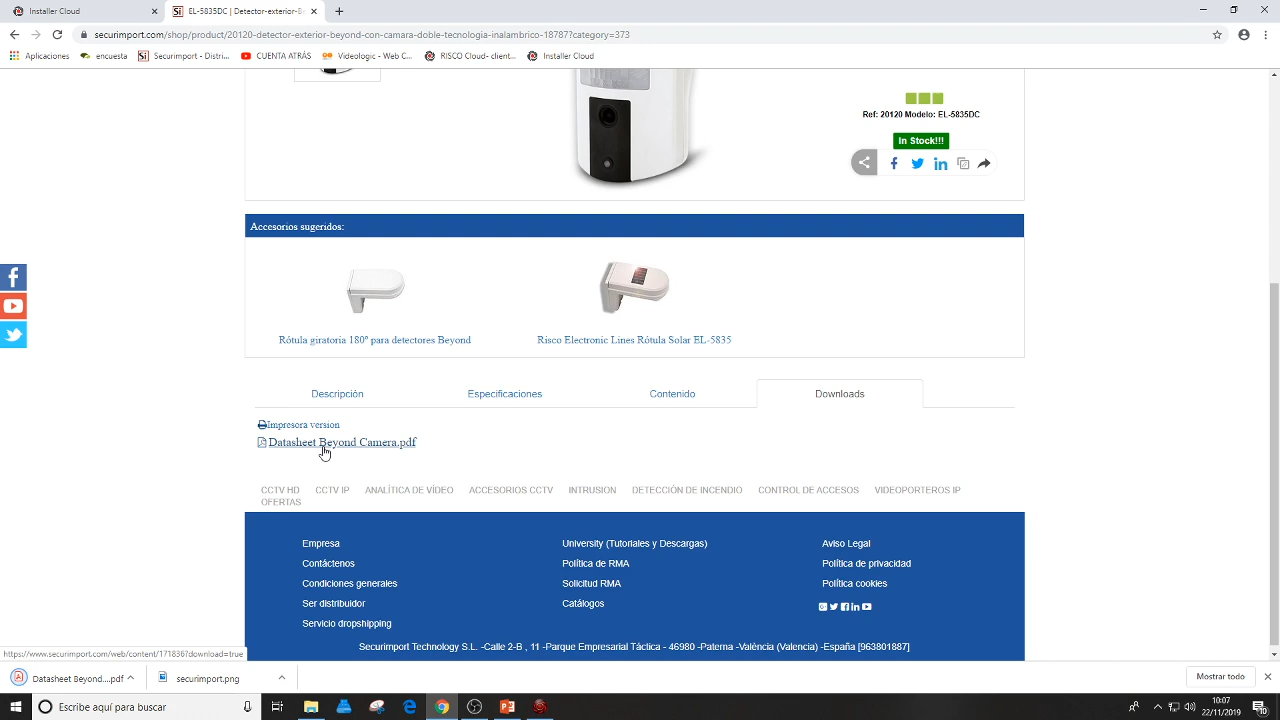 Installer Cloud
EL-5835DC | Detector-exterior-B
securimport.com/shop/product/20120-detector-exterior-beyond-con-camara-doble-tecnologia-inalambrico-18787?category=373
Aplicaciones encuesta Securimport - Distri... CUENTA ATRÁS Videologic - Web C... RISCO Cloud- client... Installer Cloud
Ref: 20120 Modelo: EL-5835DC
In Stock!!!
Accesorios sugeridos:
Rótula giratoria 180º para detectores Beyond
Risco Electronic Lines Rótula Solar EL-5835
Descripción Especificaciones Contenido Downloads
Impresora version
Datasheet Beyond Camera.pdf
CCTV HD CCTV IP ANALÍTICA DE VÍDEO ACCESORIOS CCTV INTRUSION DETECCIÓN DE INCENDIO CONTROL DE ACCESOS VIDEOPORTEROS IP
OFERTAS
Empresa University (Tutoriales y Descargas) Aviso Legal
Contáctenos Política de RMA Política de privacidad
Condiciones generales Solicitud RMA Política cookies
Ser distribuidor Catálogos
Servicio dropshipping
Securimport Technology S.L. -Calle 2-B , 11 -Parque Empresarial Táctica - 46980 -Paterna -València (Valencia) -España [963801887]
https://www.securimport.com/web/content/171836?download=true
Datasheet Beyond....pdf securimport.png Mostrar todo
Escribe aquí para buscar
10:07
22/11/2019